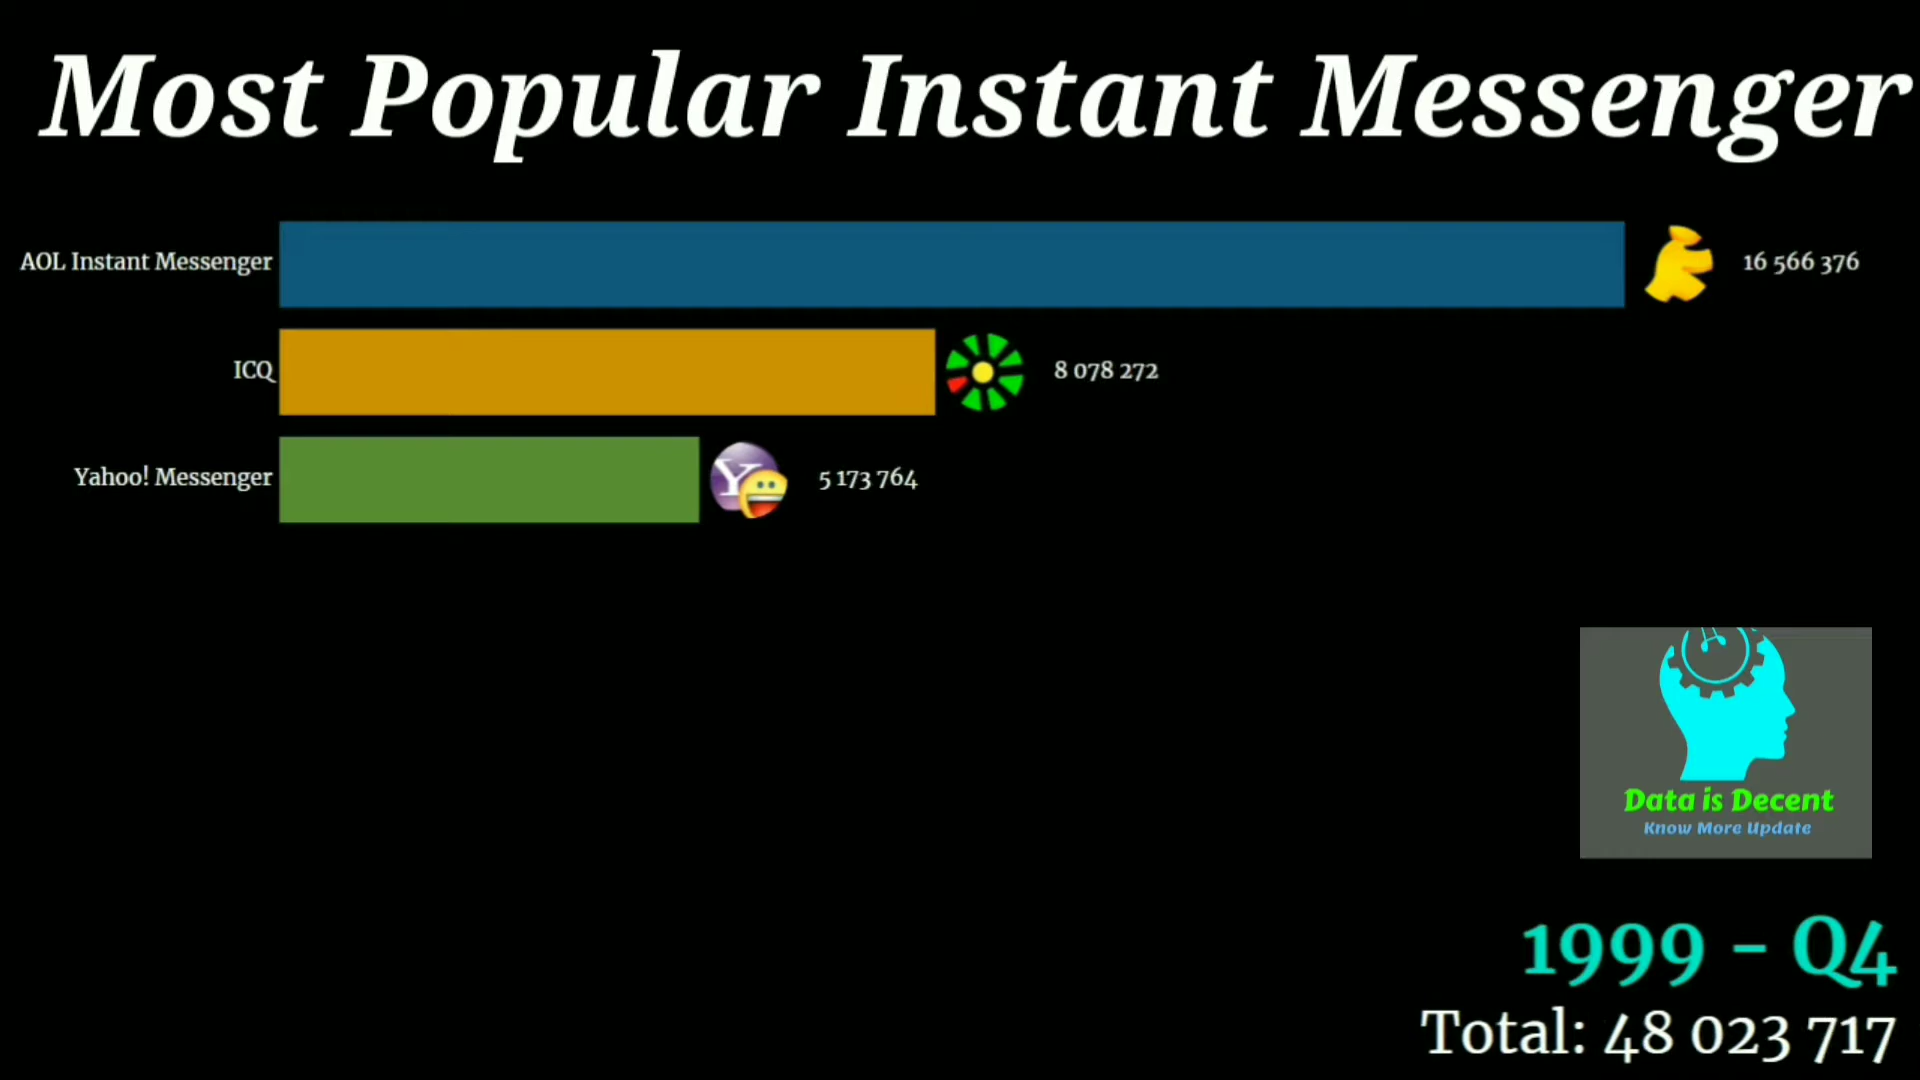 Most Popular Instant Messenger
AOL Instant Messenger 16 566 376
ICQ 8 078 272
Yahoo! Messenger Y 5 173 764
Data is Decent
Know More Update
1999 - Q4
Total: 48 023 717